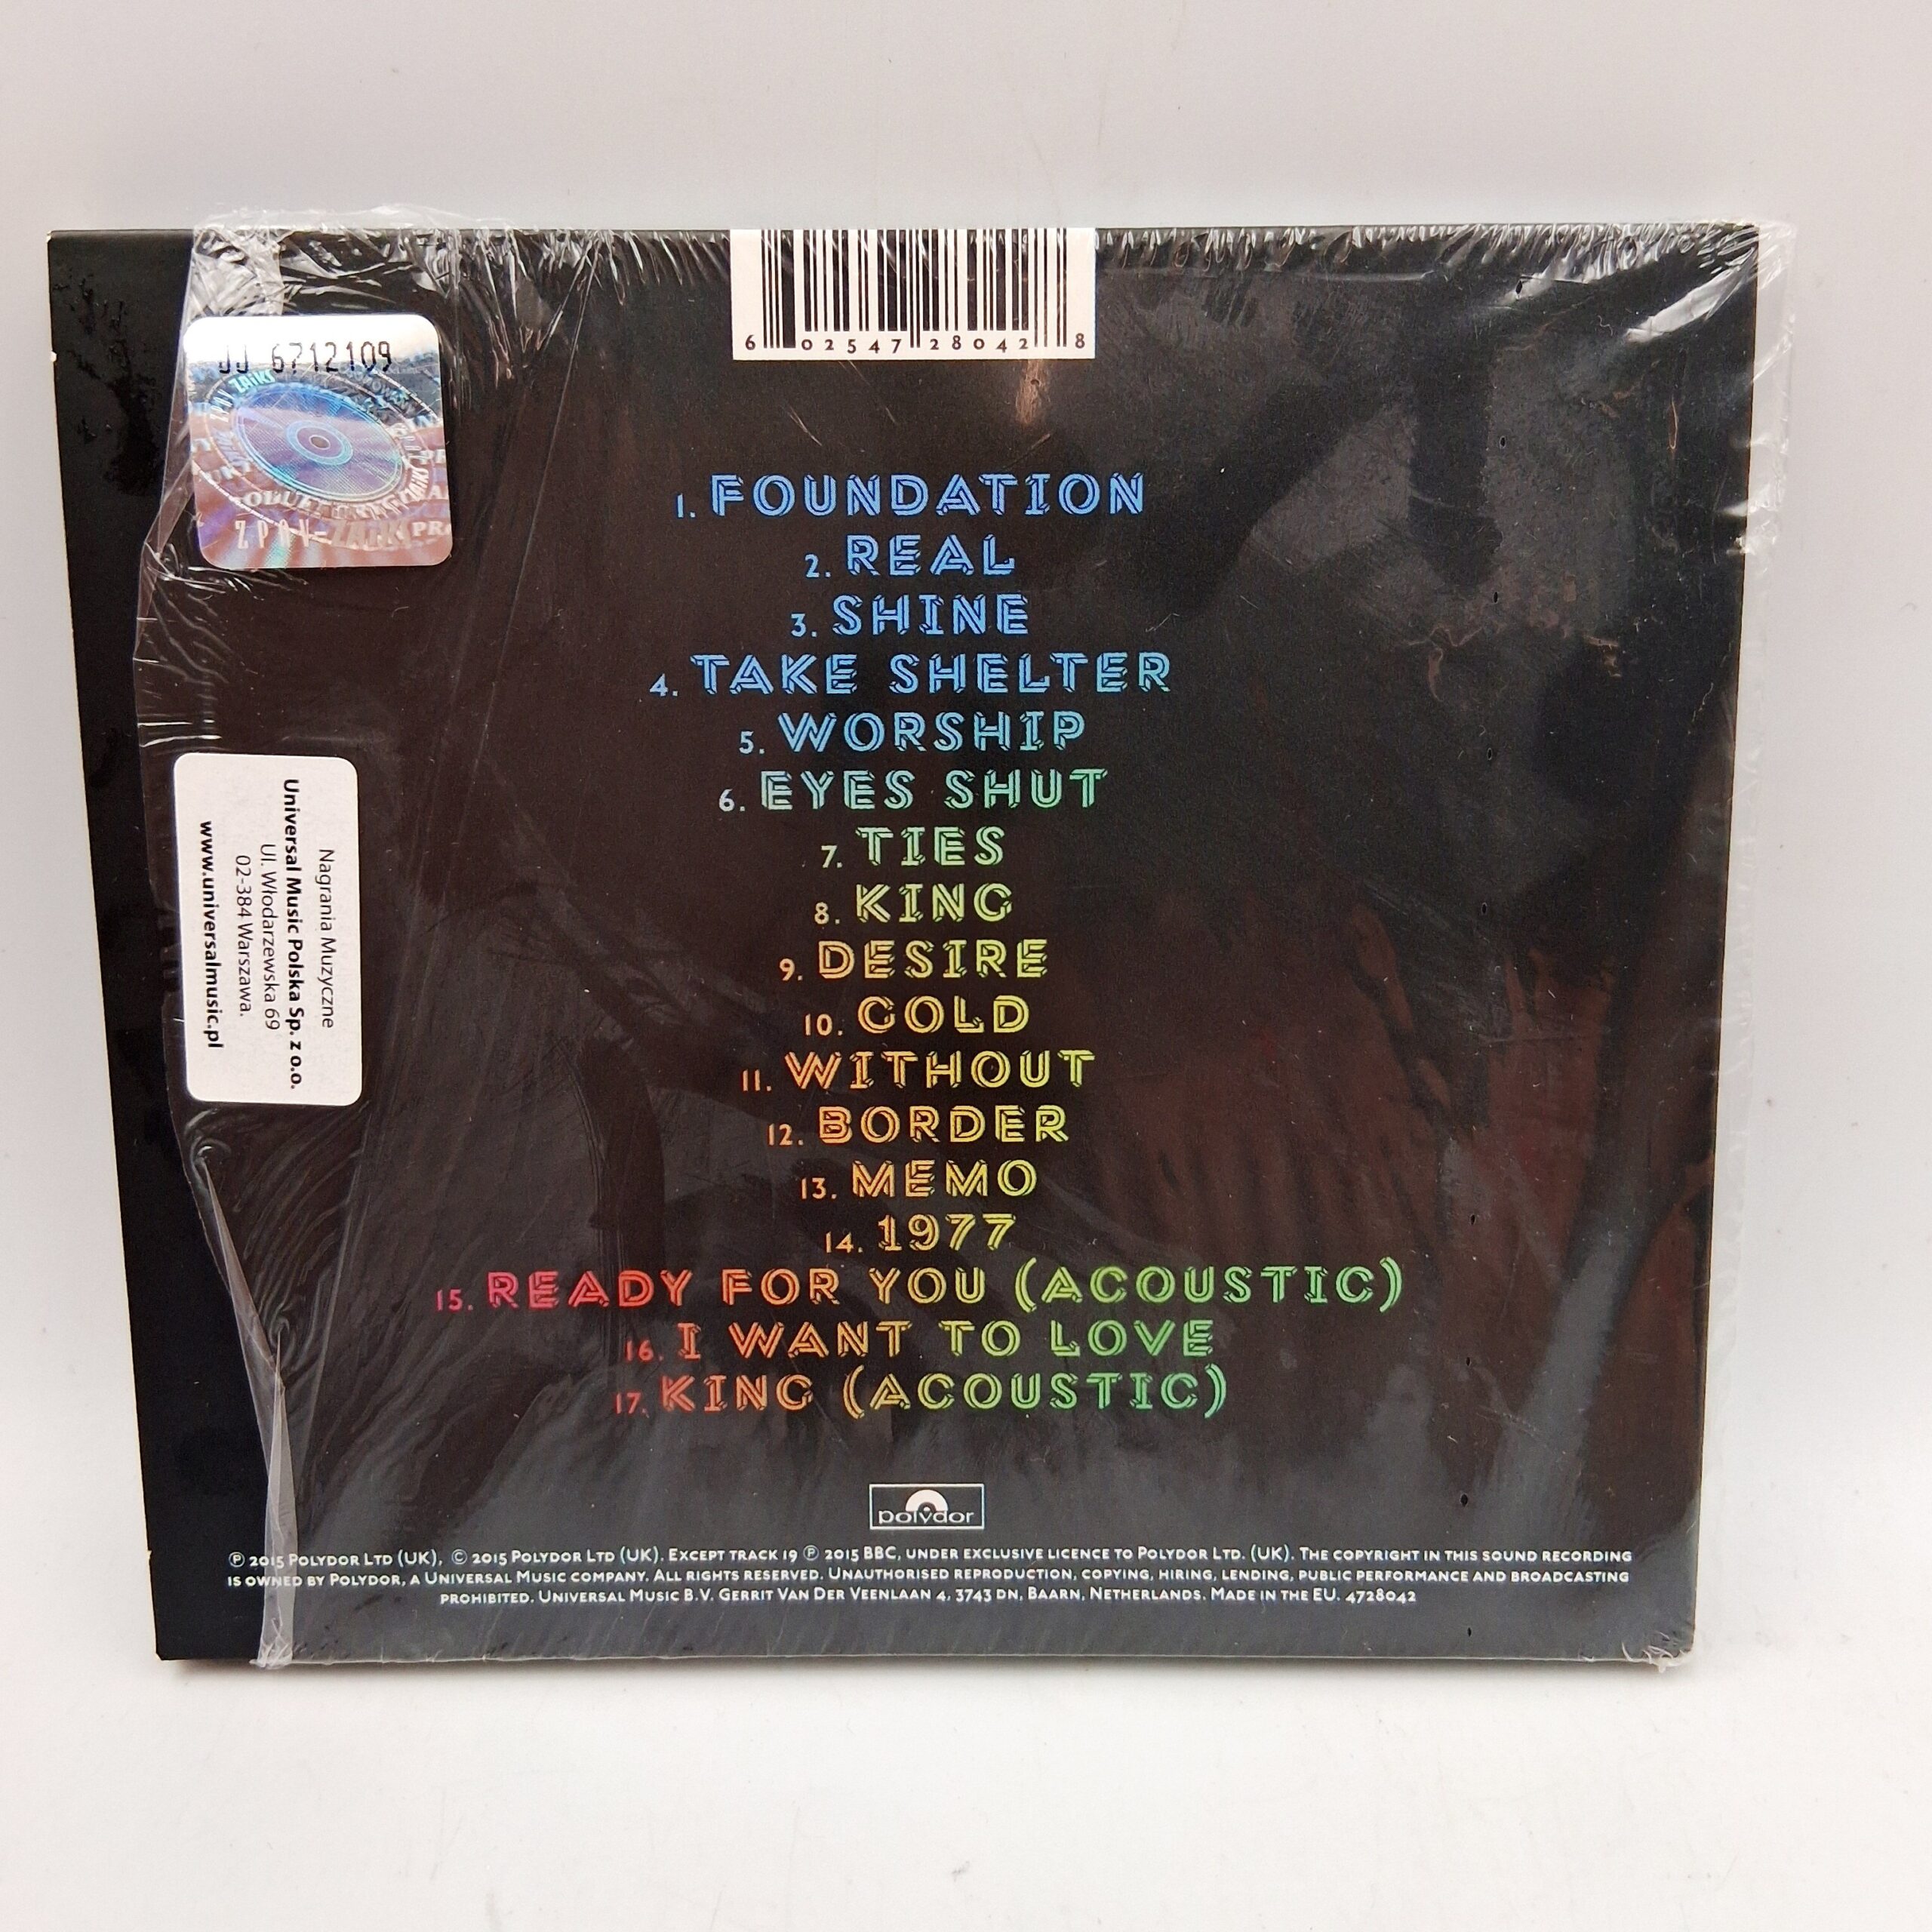 6 02547 28042 8
JJ 6712109
ZPAV-ZAIKS
Nagrania Muzyczne
Universal Music Polska Sp. z o.o.
Ul. Włodarzewska 69
02-384 Warszawa.
www.universalmusic.pl
1. FOUNDATION
2. REAL
3. SHINE
4. TAKE SHELTER
5. WORSHIP
6. EYES SHUT
7. TIES
8. KING
9. DESIRE
10. GOLD
11. WITHOUT
12. BORDER
13. MEMO
14. 1977
15. READY FOR YOU (ACOUSTIC)
16. I WANT TO LOVE
17. KING (ACOUSTIC)
polydor
℗ 2015 POLYDOR LTD (UK), © 2015 POLYDOR LTD (UK). EXCEPT TRACK 19 ℗ 2015 BBC, UNDER EXCLUSIVE LICENCE TO POLYDOR LTD. (UK). THE COPYRIGHT IN THIS SOUND RECORDING
IS OWNED BY POLYDOR, A UNIVERSAL MUSIC COMPANY. ALL RIGHTS RESERVED. UNAUTHORISED REPRODUCTION, COPYING, HIRING, LENDING, PUBLIC PERFORMANCE AND BROADCASTING
PROHIBITED. UNIVERSAL MUSIC B.V. GERRIT VAN DER VEENLAAN 4, 3743 DN, BAARN, NETHERLANDS. MADE IN THE EU. 4728042